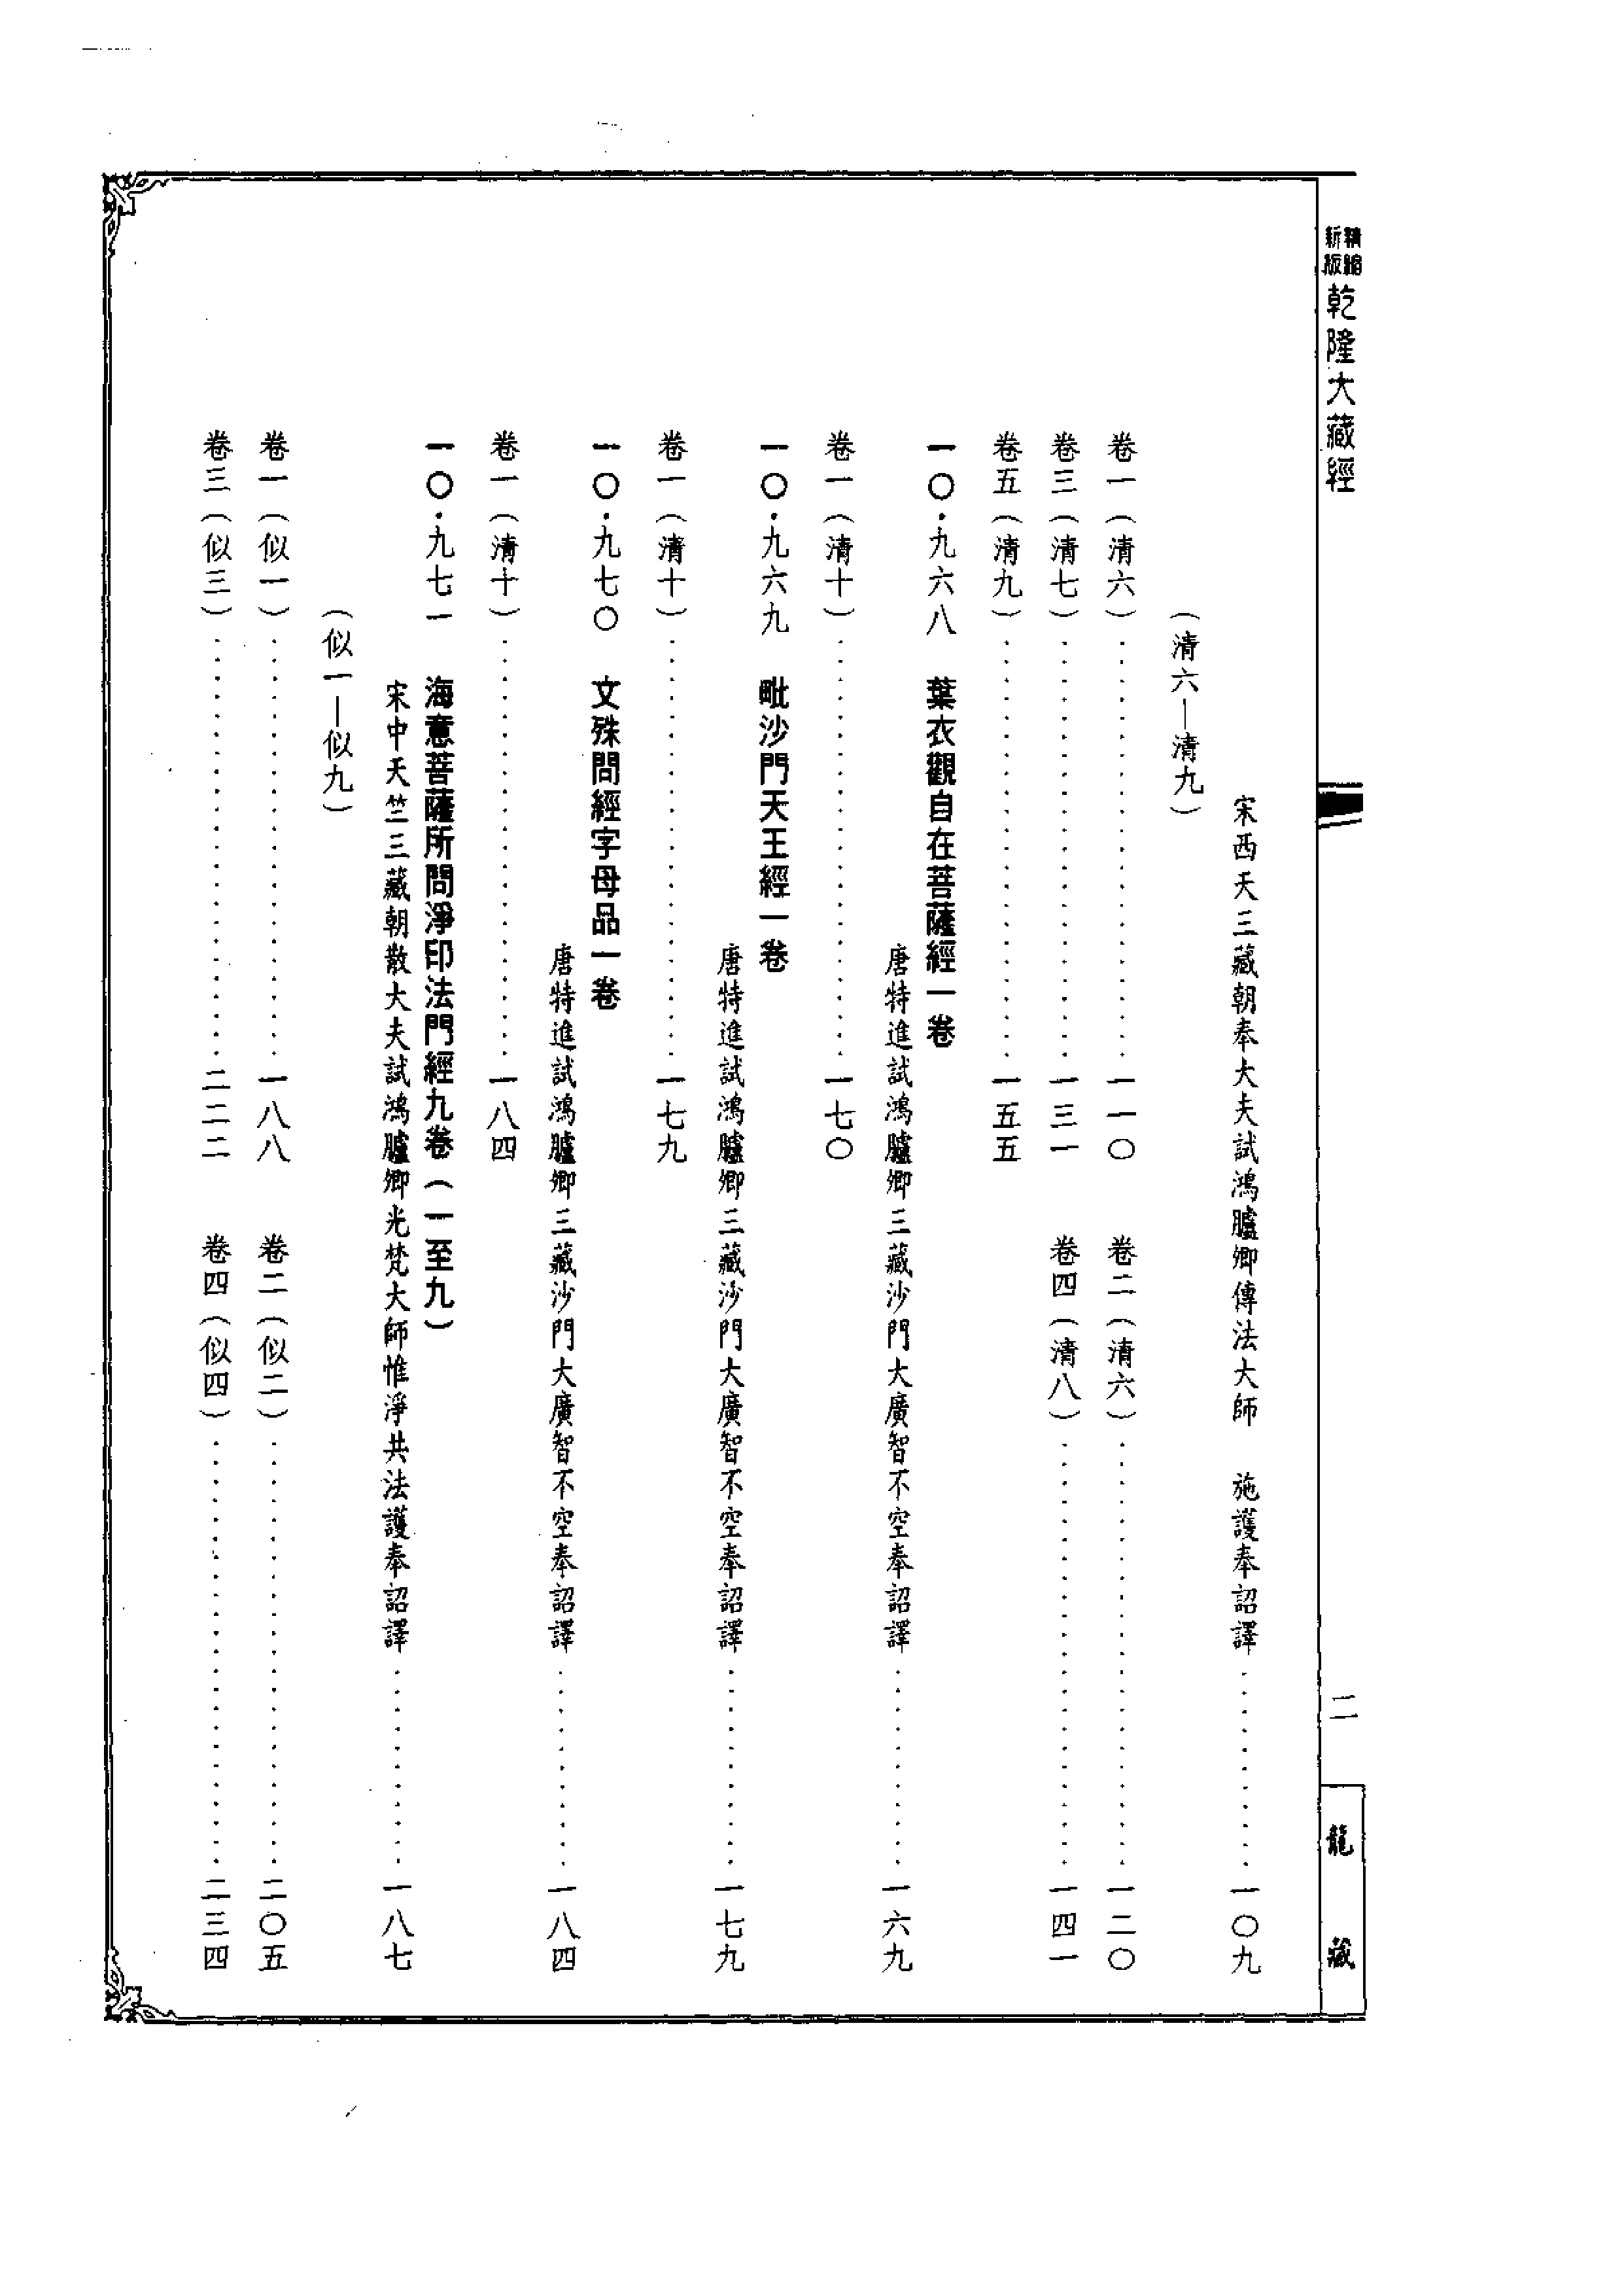 新版
精縮
乾隆大藏經
二
龍藏
宋西天三藏朝奉大夫試鴻臚卿傳法大師　施護奉詔譯‧‧‧‧‧‧‧‧‧‧‧一〇九
（清六—清九）
卷一（清六）‧‧‧‧‧‧‧‧‧‧‧‧‧‧‧‧‧‧‧‧‧‧‧一一〇　卷二（清六）‧‧‧‧‧‧‧‧‧‧‧‧‧‧‧‧‧‧‧‧‧‧‧一二〇
卷三（清七）‧‧‧‧‧‧‧‧‧‧‧‧‧‧‧‧‧‧‧‧‧‧‧一三一　卷四（清八）‧‧‧‧‧‧‧‧‧‧‧‧‧‧‧‧‧‧‧‧‧‧‧一四一
卷五（清九）‧‧‧‧‧‧‧‧‧‧‧‧‧‧‧‧‧‧‧‧‧‧‧一五五
一〇‧九六八　葉衣觀自在菩薩經一卷
唐特進試鴻臚卿三藏沙門大廣智不空奉詔譯‧‧‧‧‧‧‧‧‧‧‧一六九
卷一（清十）‧‧‧‧‧‧‧‧‧‧‧‧‧‧‧‧‧‧‧‧‧‧‧一七〇
一〇‧九六九　毗沙門天王經一卷
唐特進試鴻臚卿三藏沙門大廣智不空奉詔譯‧‧‧‧‧‧‧‧‧‧‧一七九
卷一（清十）‧‧‧‧‧‧‧‧‧‧‧‧‧‧‧‧‧‧‧‧‧‧‧一七九
一〇‧九七〇　文殊問經字母品一卷
唐特進試鴻臚卿三藏沙門大廣智不空奉詔譯‧‧‧‧‧‧‧‧‧‧‧一八四
卷一（清十）‧‧‧‧‧‧‧‧‧‧‧‧‧‧‧‧‧‧‧‧‧‧‧一八四
一〇‧九七一　海意菩薩所問淨印法門經九卷（一至九）
宋中天竺三藏朝散大夫試鴻臚卿光梵大師惟淨共法護奉詔譯‧‧‧‧‧‧‧‧‧‧‧一八七
（似一—似九）
卷一（似一）‧‧‧‧‧‧‧‧‧‧‧‧‧‧‧‧‧‧‧‧‧‧‧一八八　卷二（似二）‧‧‧‧‧‧‧‧‧‧‧‧‧‧‧‧‧‧‧‧‧‧‧二〇五
卷三（似三）‧‧‧‧‧‧‧‧‧‧‧‧‧‧‧‧‧‧‧‧‧‧‧二二二　卷四（似四）‧‧‧‧‧‧‧‧‧‧‧‧‧‧‧‧‧‧‧‧‧‧‧二三四